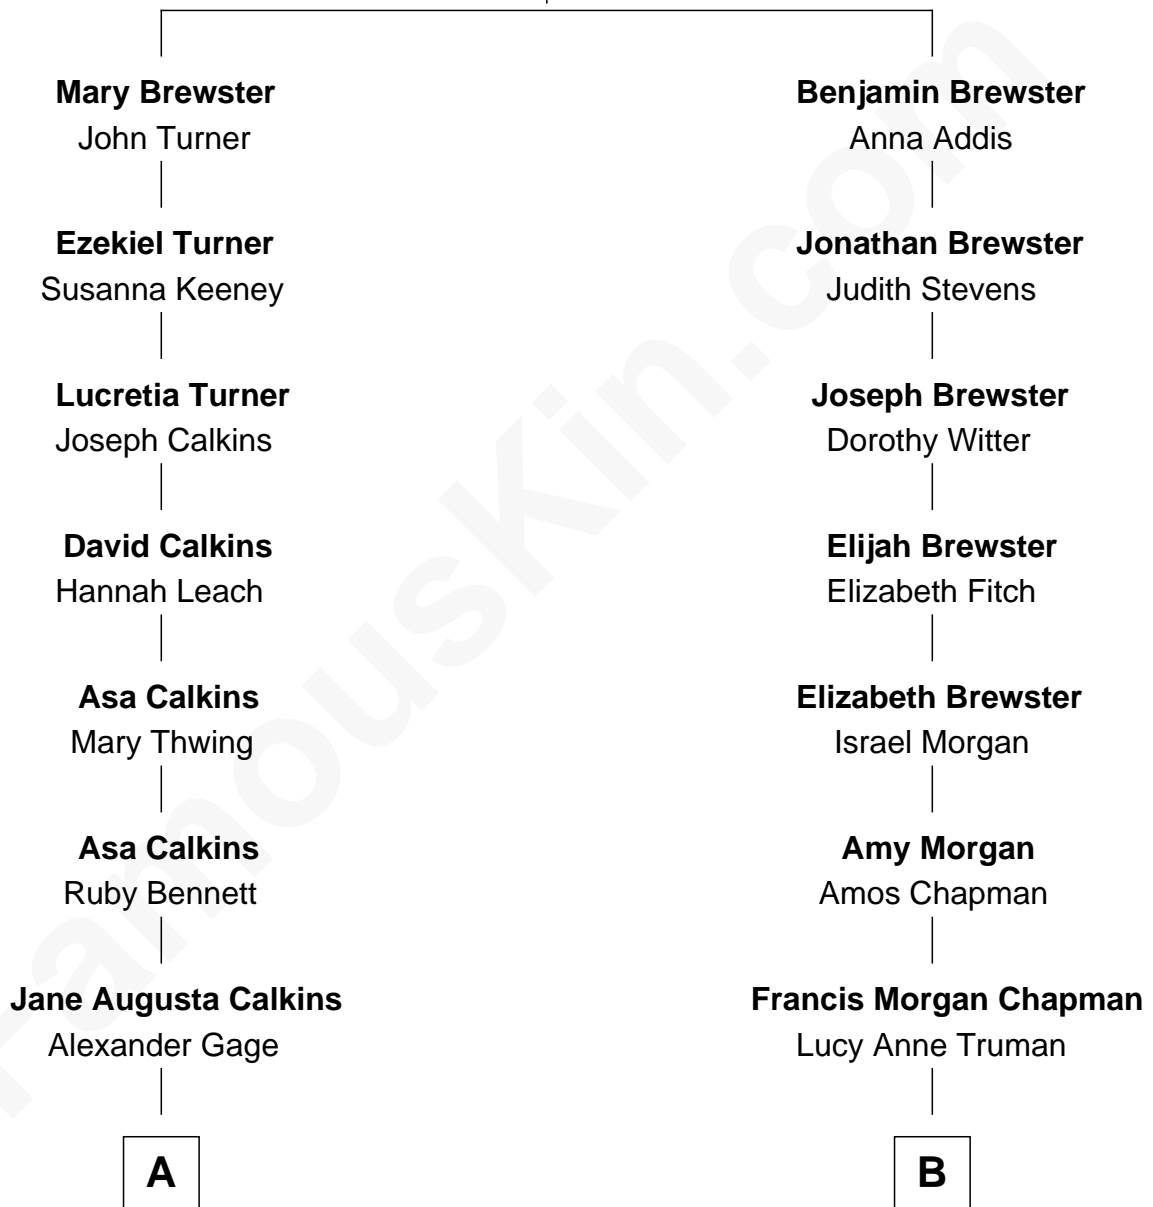 Mary Brewster
John Turner
Ezekiel Turner
Susanna Keeney
Lucretia Turner
Joseph Calkins
David Calkins
Hannah Leach
Asa Calkins
Mary Thwing
Asa Calkins
Ruby Bennett
Jane Augusta Calkins
Alexander Gage
A
Benjamin Brewster
Anna Addis
Jonathan Brewster
Judith Stevens
Joseph Brewster
Dorothy Witter
Elijah Brewster
Elizabeth Fitch
Elizabeth Brewster
Israel Morgan
Amy Morgan
Amos Chapman
Francis Morgan Chapman
Lucy Anne Truman
B
FamousKin.com